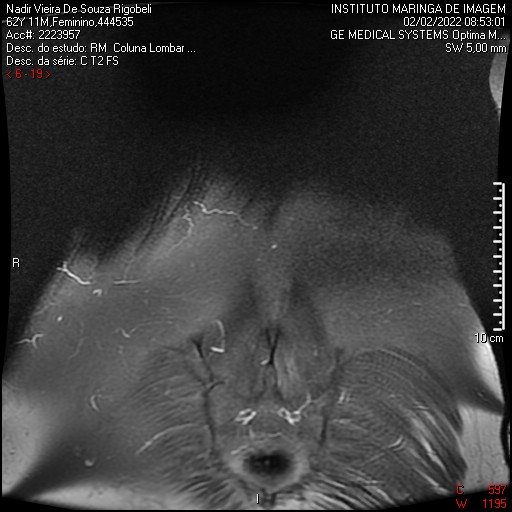 Nadir Vieira De Souza Rigobeli
62Y 11M,Feminino,444535
Acc#: 2223957
Desc. do estudo: RM Coluna Lombar ...
Desc. da série: C T2 FS
< 6 - 19 >
INSTITUTO MARINGA DE IMAGEM
02/02/2022 08:53:01
GE MEDICAL SYSTEMS Optima M...
SW 5,00 mm
R
10 cm
I
G 597
W 1195